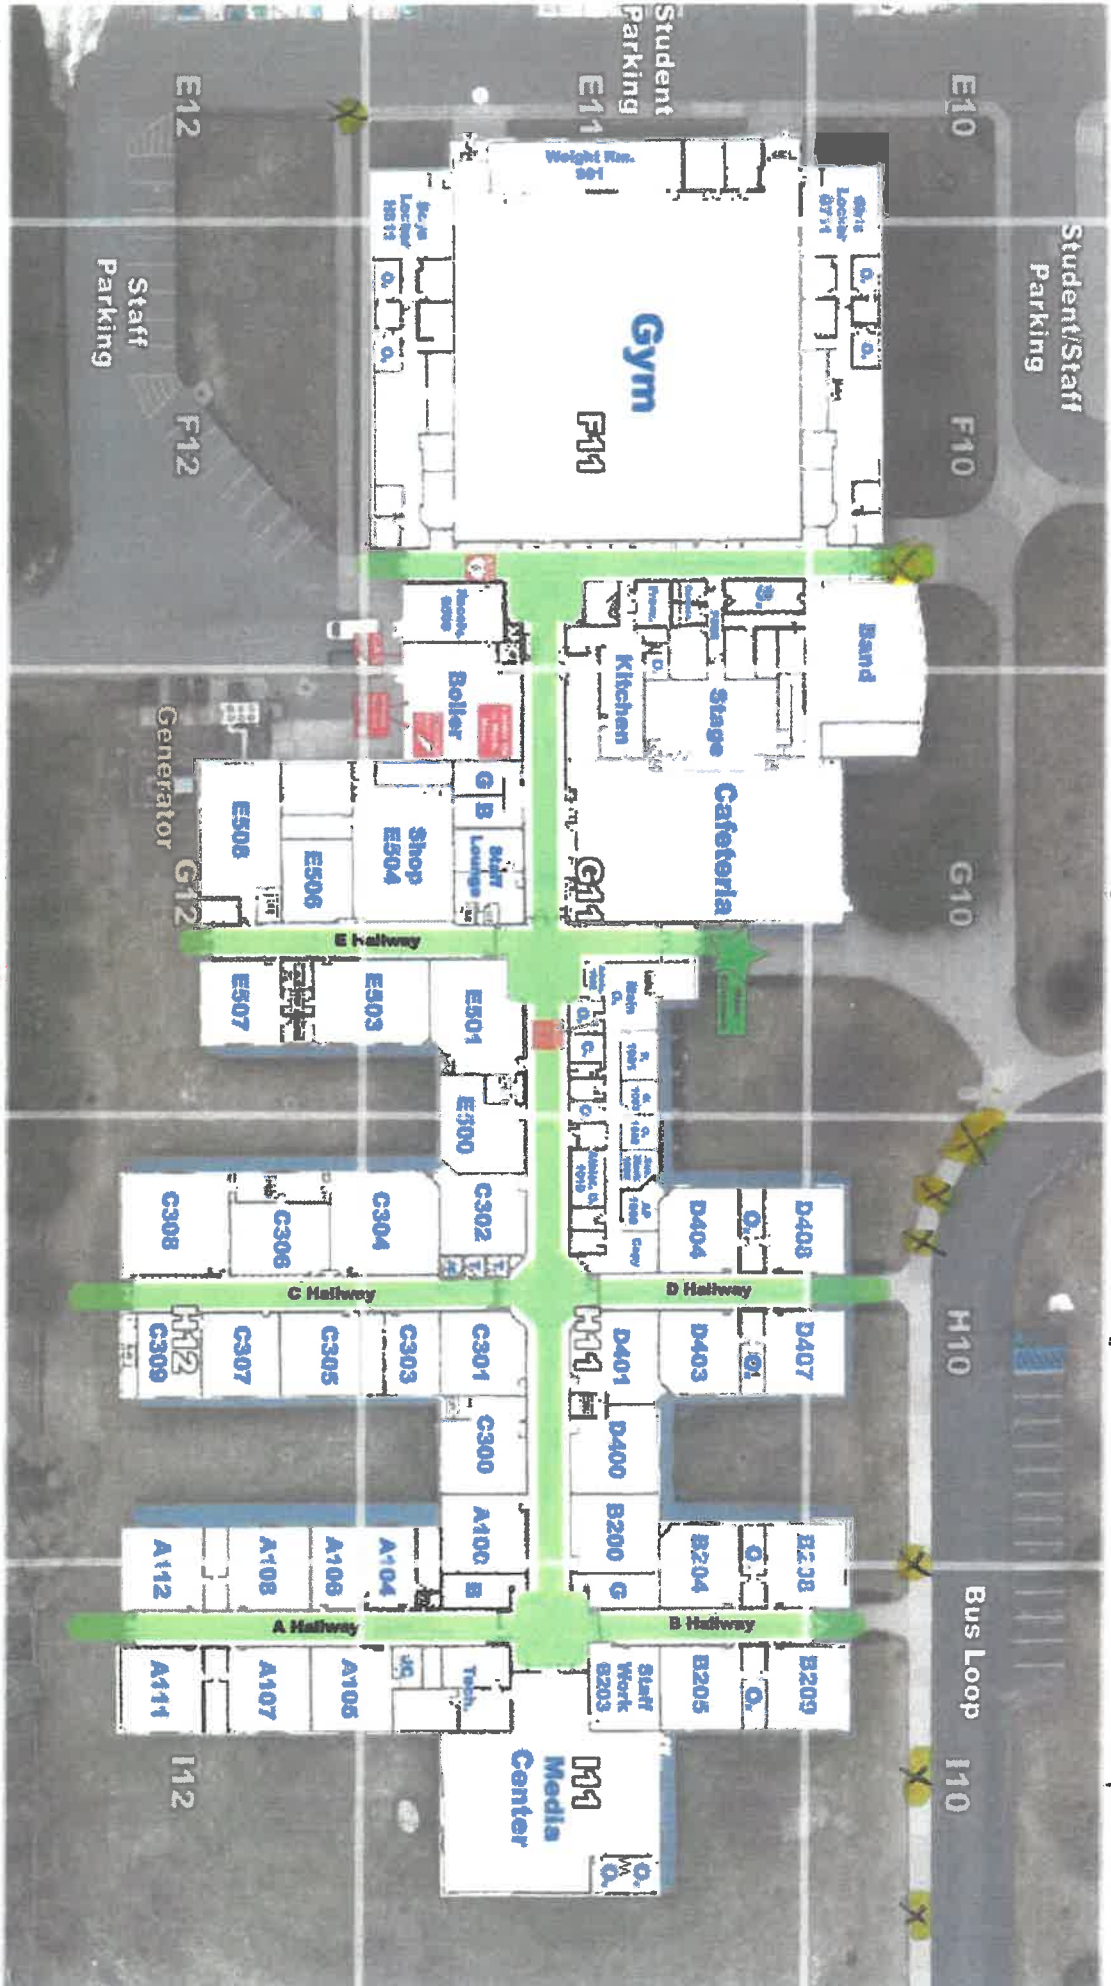 Student
Parking
E12
E11
E10
Weight Rm.
901
Locker
Locker
O.
O.
O.
O.
Staff
Parking
Student/Staff
Parking
Gym
F12
F11
F10
Band
Boiler
Kitchen
Stage
Cafeteria
Generator
G
B
Staff
Lounge
Shop
E504
E506
E508
G12
G11
G10
E Hallway
E507
E503
E501
E500
O.
C308
C306
C304
C302
Copy
D404
O.
D408
C Hallway
D Hallway
H12
H11
H10
C309
C307
C305
C303
C301
D401
D403
D407
C300
D400
A100
B200
A112
A108
A106
A104
B
G
B204
O.
A Hallway
B Hallway
Bus Loop
A111
A107
A105
Tech.
Staff
Work
B203
B205
O.
B209
I12
I11
I10
Media
Center
O.
O.